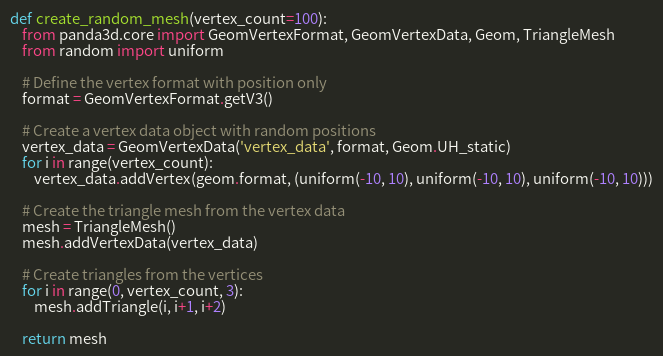 def create_random_mesh(vertex_count=100):
from panda3d.core import GeomVertexFormat, GeomVertexData, Geom, TriangleMesh
from random import uniform
# Define the vertex format with position only
format = GeomVertexFormat.getV3()
# Create a vertex data object with random positions
vertex_data = GeomVertexData('vertex_data', format, Geom.UH_static)
for i in range(vertex_count):
vertex_data.addVertex(geom.format, (uniform(-10, 10), uniform(-10, 10), uniform(-10, 10)))
# Create the triangle mesh from the vertex data
mesh = TriangleMesh()
mesh.addVertexData(vertex_data)
# Create triangles from the vertices
for i in range(0, vertex_count, 3):
mesh.addTriangle(i, i+1, i+2)
return mesh